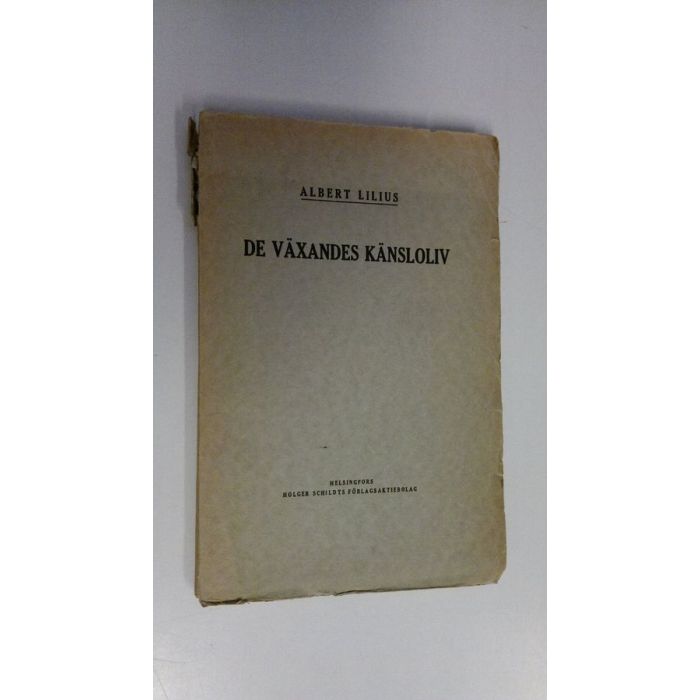 ALBERT LILIUS
DE VÄXANDES KÄNSLOLIV
HELSINGFORS
HOLGER SCHILDTS FÖRLAGSAKTIEBOLAG